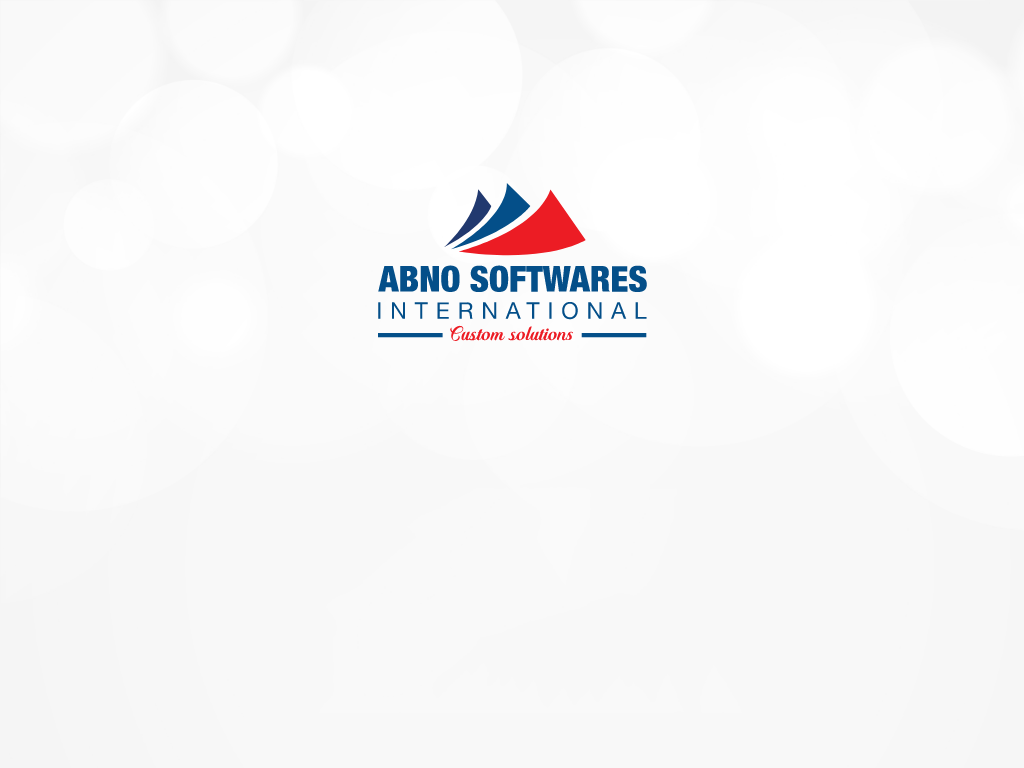 ABNO SOFTWARES
INTERNATIONAL
Custom solutions